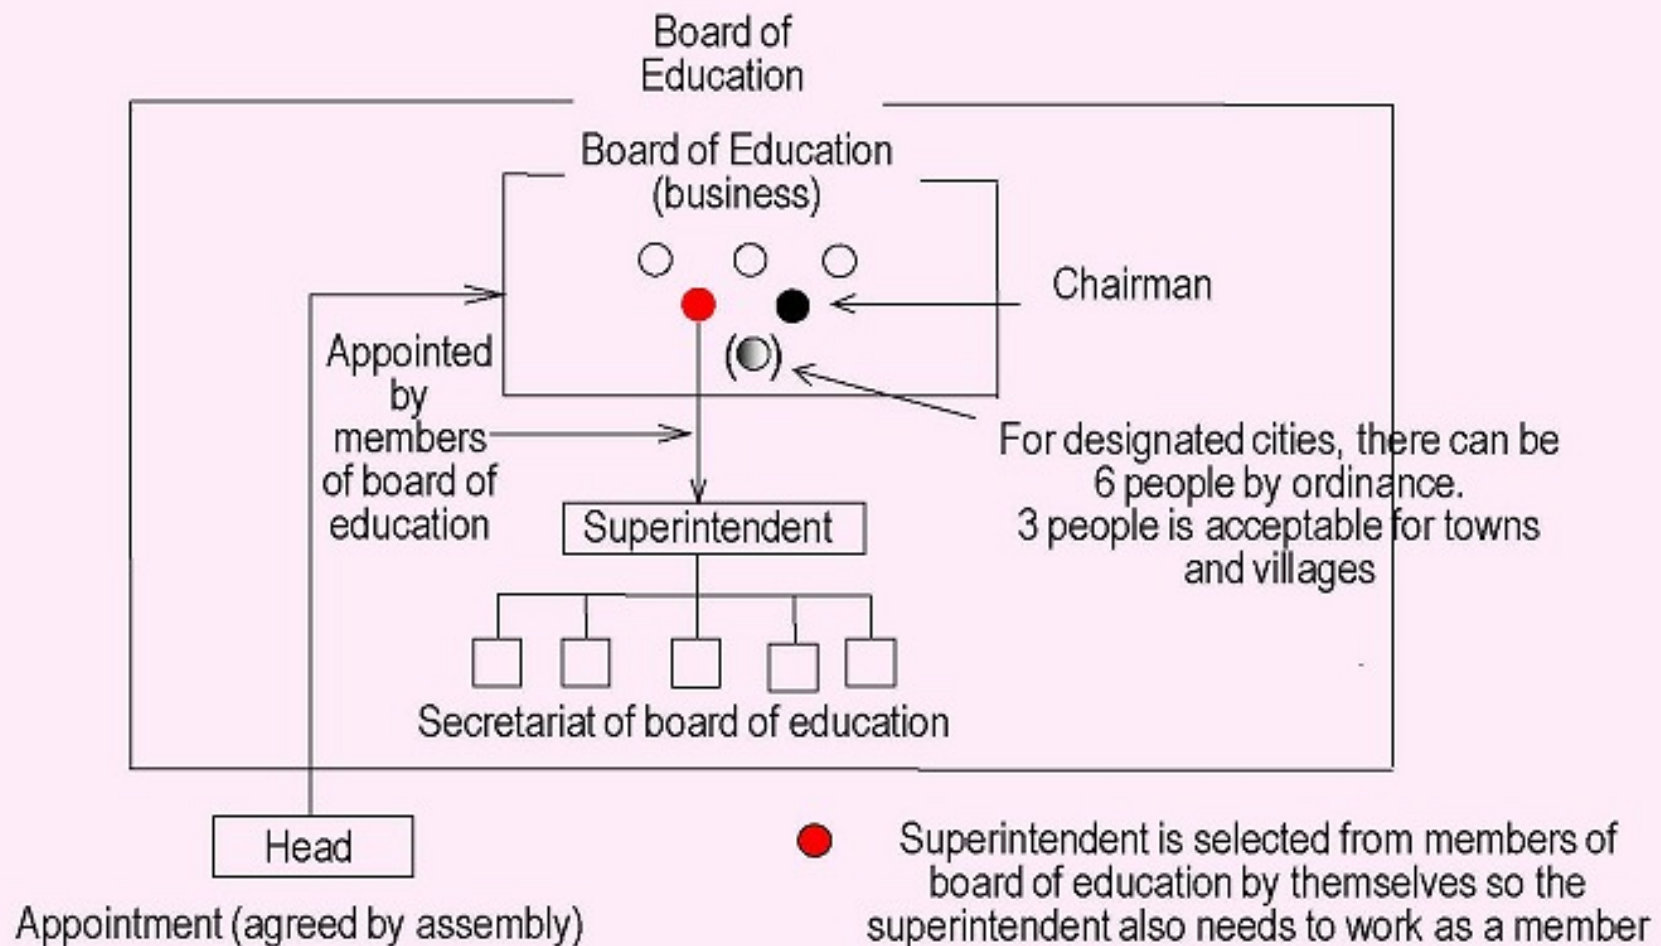 Board of
Education
Board of Education
(business)
Chairman
Appointed
by
members
of board of
education
For designated cities, there can be
6 people by ordinance.
3 people is acceptable for towns
and villages
Superintendent
Secretariat of board of education
Head
Appointment (agreed by assembly)
Superintendent is selected from members of
board of education by themselves so the
superintendent also needs to work as a member